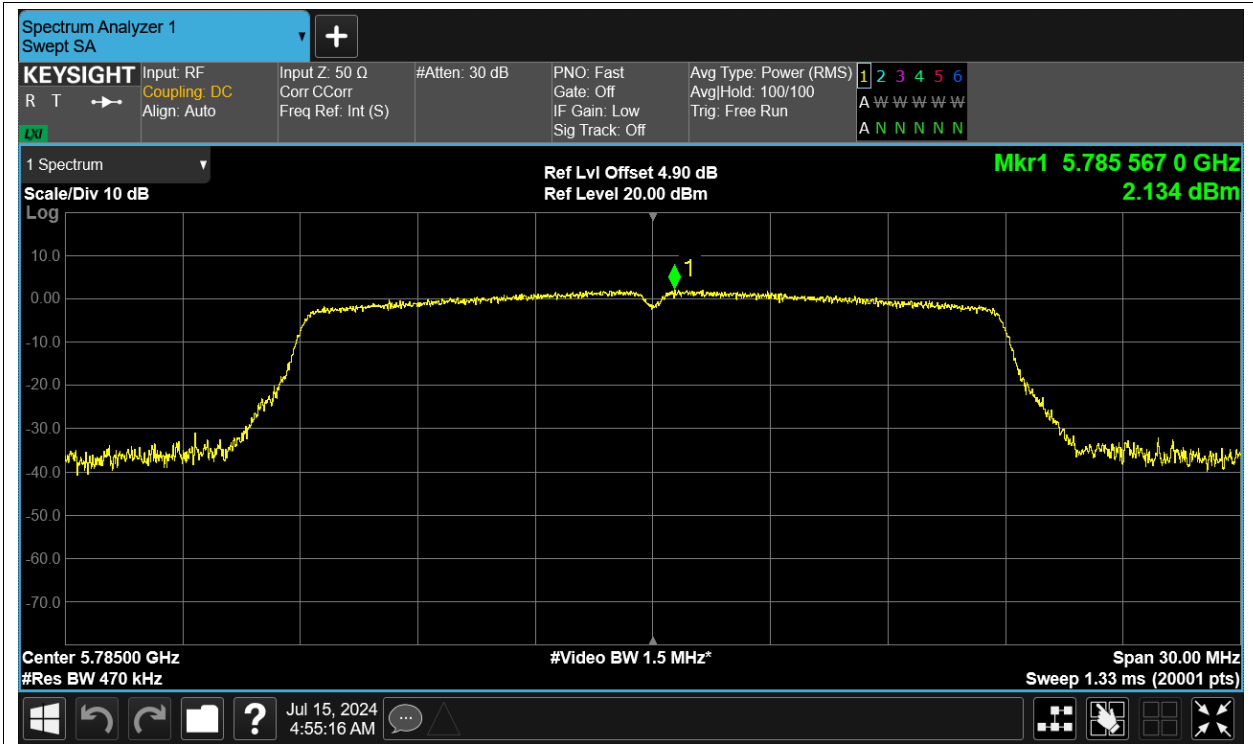 Spectrum Analyzer 1
Swept SA
KEYSIGHT
R T
LXI
Input: RF
Coupling: DC
Align: Auto
Input Z: 50 Ω
Corr CCorr
Freq Ref: Int (S)
#Atten: 30 dB
PNO: Fast
Gate: Off
IF Gain: Low
Sig Track: Off
Avg Type: Power (RMS)
Avg|Hold: 100/100
Trig: Free Run
1 2 3 4 5 6
A W W W W W
A N N N N N
1 Spectrum
Scale/Div 10 dB
Log
Ref Lvl Offset 4.90 dB
Ref Level 20.00 dBm
Mkr1 5.785 567 0 GHz
2.134 dBm
1
10.0
0.00
-10.0
-20.0
-30.0
-40.0
-50.0
-60.0
-70.0
Center 5.78500 GHz
#Res BW 470 kHz
#Video BW 1.5 MHz*
Span 30.00 MHz
Sweep 1.33 ms (20001 pts)
?
Jul 15, 2024
4:55:16 AM